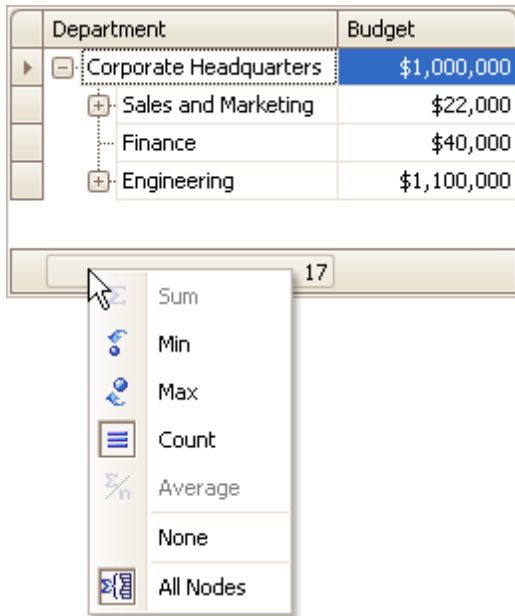 Department Budget
Corporate Headquarters $1,000,000
Sales and Marketing $22,000
Finance $40,000
Engineering $1,100,000
17
Sum
Min
Max
Count
Average
None
All Nodes